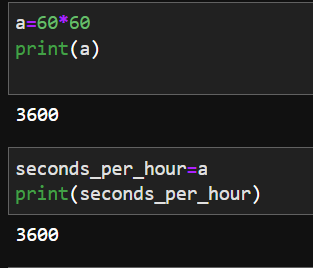 a=60*60
print(a)
3600
seconds_per_hour=a
print(seconds_per_hour)
3600